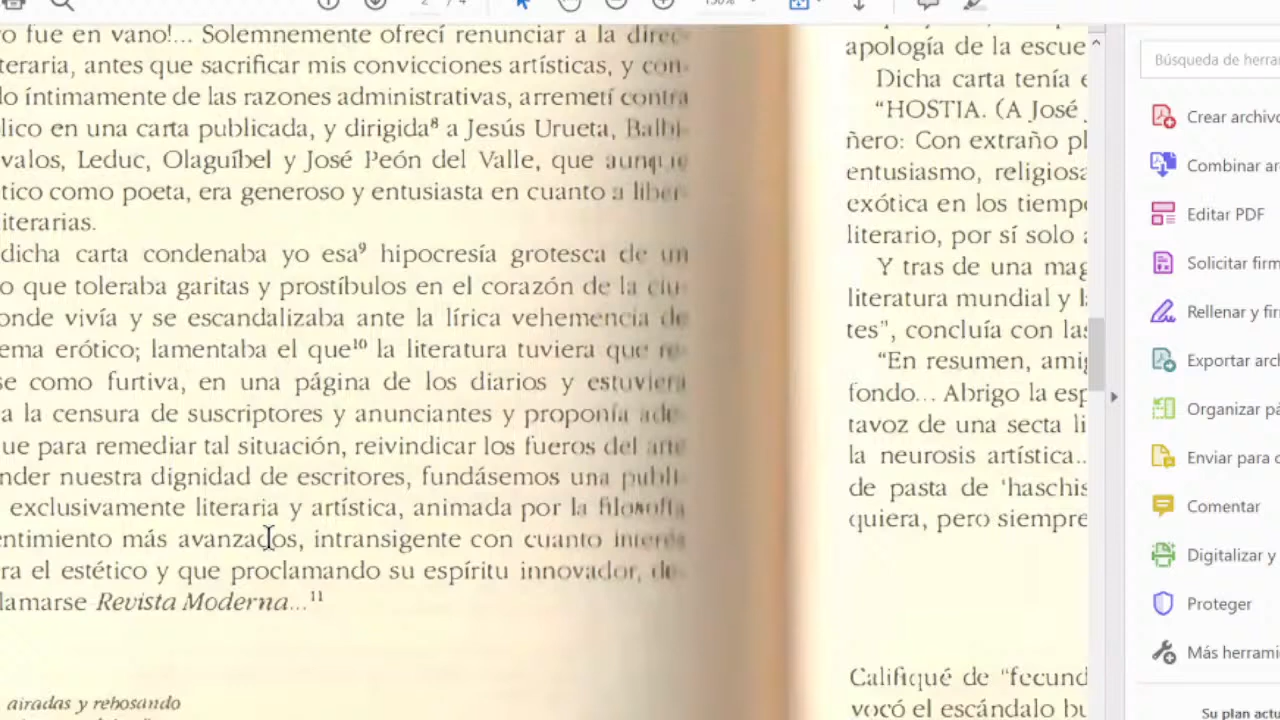 2 / 4
150%
o fue en vano!... Solemnemente ofrecí renunciar a la direc-
teraria, antes que sacrificar mis convicciones artísticas, y con-
do íntimamente de las razones administrativas, arremetí contra
lico en una carta publicada, y dirigida⁸ a Jesús Urueta, Balbi-
valos, Leduc, Olaguíbel y José Peón del Valle, que aunque
tico como poeta, era generoso y entusiasta en cuanto a liber-
iterarias.
dicha carta condenaba yo esa⁹ hipocresía grotesca de un
o que toleraba garitas y prostíbulos en el corazón de la ciu-
onde vivía y se escandalizaba ante la lírica vehemencia de
ema erótico; lamentaba el que¹⁰ la literatura tuviera que re-
se como furtiva, en una página de los diarios y estuviera
a la censura de suscriptores y anunciantes y proponía ade-
ue para remediar tal situación, reivindicar los fueros del arte
nder nuestra dignidad de escritores, fundásemos una publi-
exclusivamente literaria y artística, animada por la filosofía
entimiento más avanzados, intransigente con cuanto interés
ra el estético y que proclamando su espíritu innovador, de-
lamarse Revista Moderna...¹¹
airadas y rebosando
apología de la escue
Dicha carta tenía e
“HOSTIA. (A José
ñero: Con extraño pl
entusiasmo, religiosa
exótica en los tiempo
literario, por sí solo a
Y tras de una mag
literatura mundial y l
tes”, concluía con las
“En resumen, amig
fondo... Abrigo la esp
tavoz de una secta li
la neurosis artística...
de pasta de ‘haschis
quiera, pero siempre
Califiqué de “fecund
vocó el escándalo bu
Búsqueda de herra
Crear archivo
Combinar ar
Editar PDF
Solicitar firm
Rellenar y fir
Exportar arch
Organizar pá
Enviar para c
Comentar
Digitalizar y
Proteger
Más herrami
Su plan actu